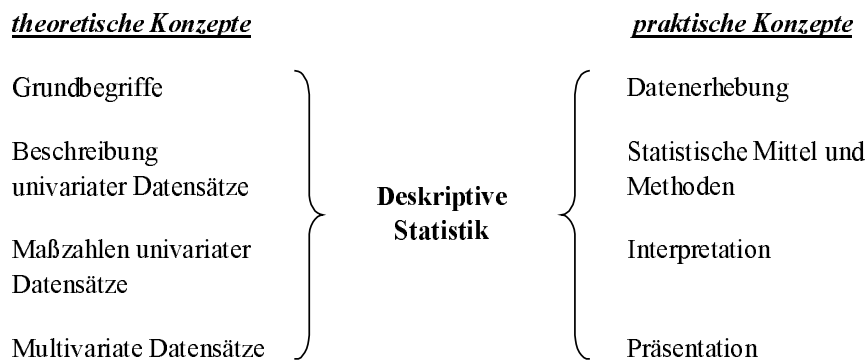 theoretische Konzepte
Grundbegriffe
Beschreibung
univariater Datensätze
Maßzahlen univariater
Datensätze
Multivariate Datensätze
Deskriptive
Statistik
praktische Konzepte
Datenerhebung
Statistische Mittel und
Methoden
Interpretation
Präsentation